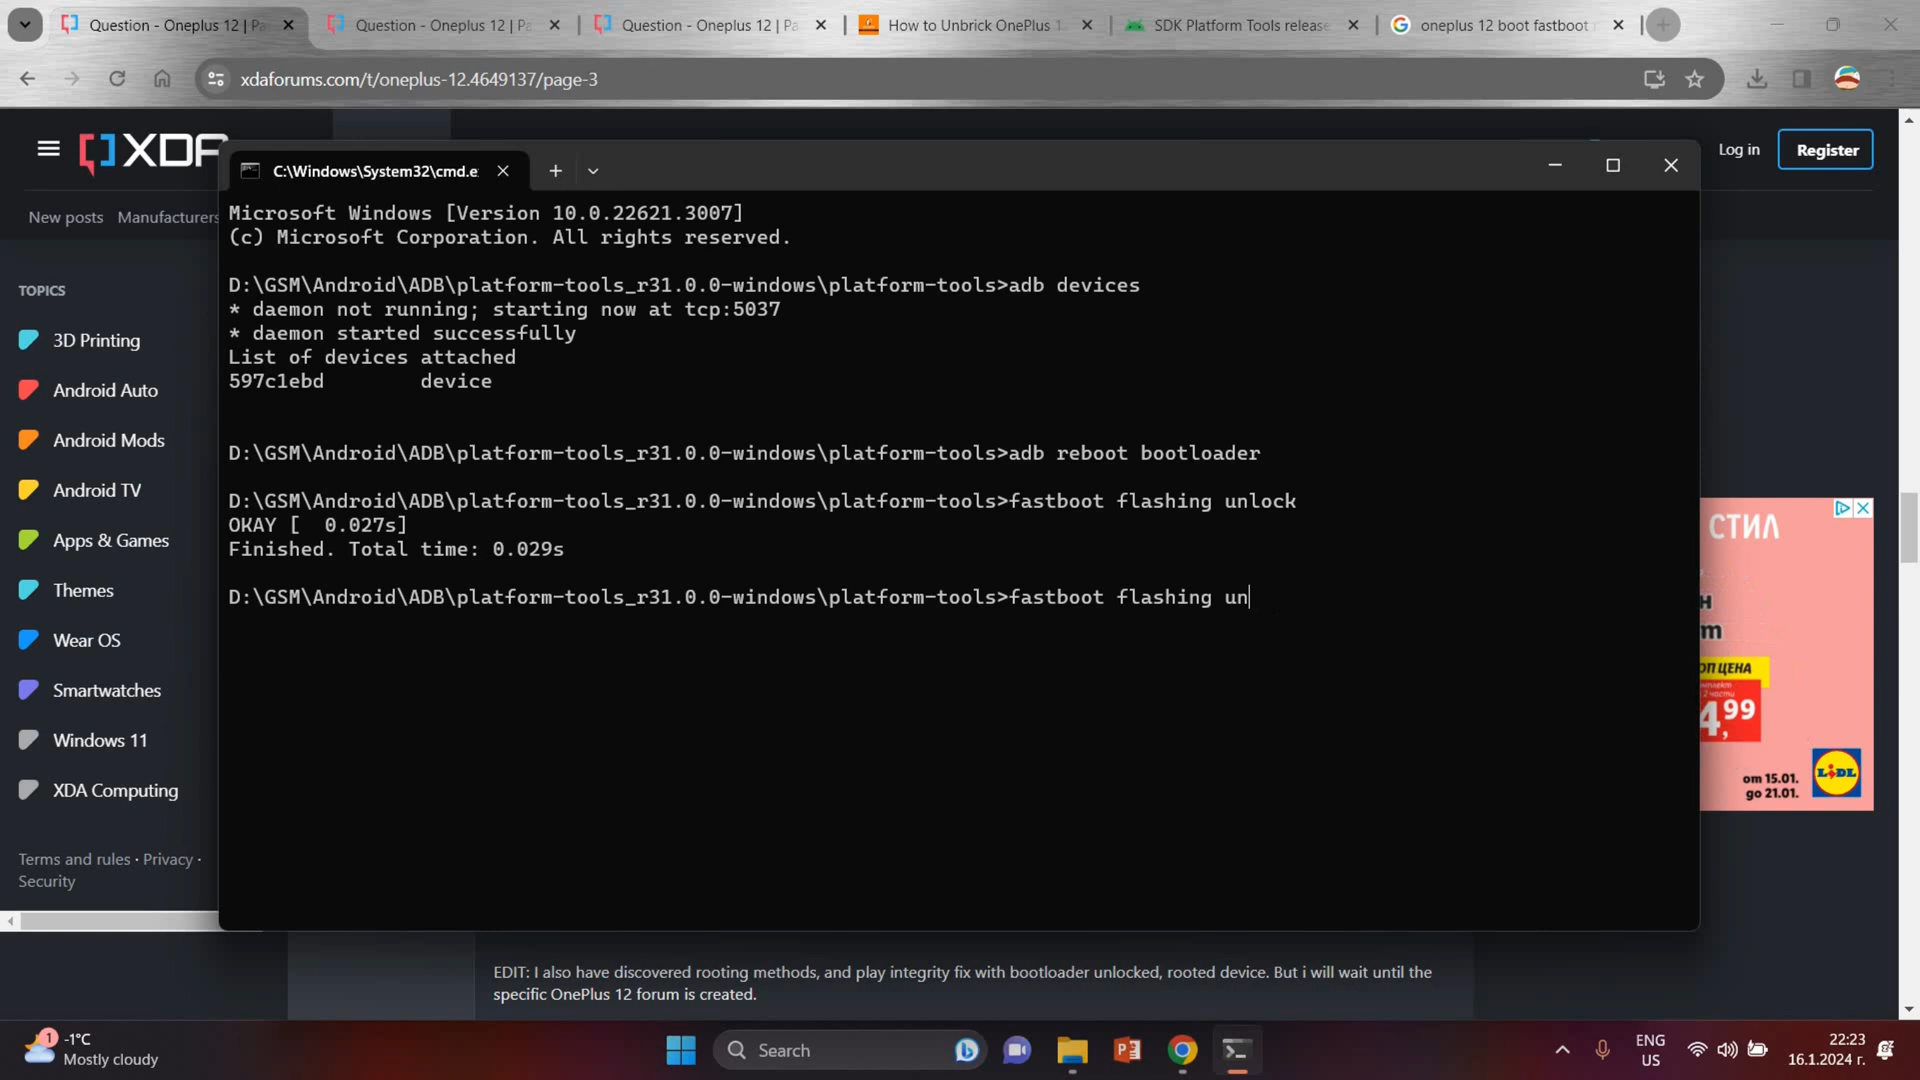 Question - Oneplus 12 | Pa
Question - Oneplus 12 | Pa
Question - Oneplus 12 | Pa
How to Unbrick OnePlus 1
SDK Platform Tools release
oneplus 12 boot fastboot
xdaforums.com/t/oneplus-12.4649137/page-3
XDA
Log in
Register
New posts
Manufacturers
C:\Windows\System32\cmd.e
Microsoft Windows [Version 10.0.22621.3007]
(c) Microsoft Corporation. All rights reserved.
D:\GSM\Android\ADB\platform-tools_r31.0.0-windows\platform-tools>adb devices
* daemon not running; starting now at tcp:5037
* daemon started successfully
List of devices attached
597c1ebd device
D:\GSM\Android\ADB\platform-tools_r31.0.0-windows\platform-tools>adb reboot bootloader
D:\GSM\Android\ADB\platform-tools_r31.0.0-windows\platform-tools>fastboot flashing unlock
OKAY [ 0.027s]
Finished. Total time: 0.029s
D:\GSM\Android\ADB\platform-tools_r31.0.0-windows\platform-tools>fastboot flashing un
TOPICS
3D Printing
Android Auto
Android Mods
Android TV
Apps & Games
Themes
Wear OS
Smartwatches
Windows 11
XDA Computing
Terms and rules · Privacy ·
Security
СТИЛ
ОП ЦЕНА
4,99
LIDL
от 15.01.
до 21.01.
EDIT: I also have discovered rooting methods, and play integrity fix with bootloader unlocked, rooted device. But i will wait until the
specific OnePlus 12 forum is created.
1
-1°C
Mostly cloudy
Search
ENG
US
22:23
16.1.2024 г.